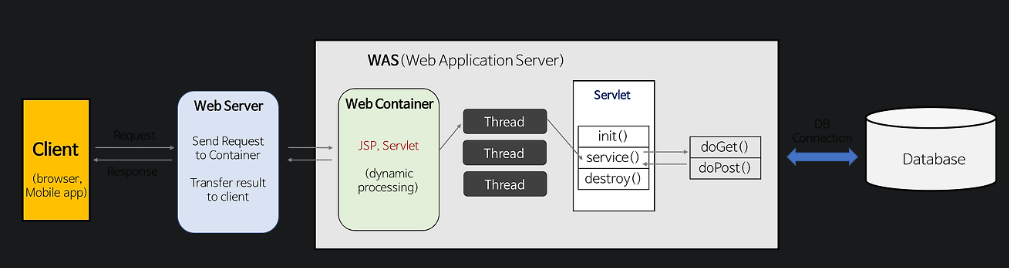 WAS (Web Application Server)
Client
(browser,
Mobile app)
Request
Response
Web Server
Send Request
to Container
Transfer result
to client
Web Container
JSP, Servlet
(dynamic
processing)
Thread
Thread
Thread
Servlet
init()
service()
destroy()
doGet()
doPost()
DB
Connection
Database